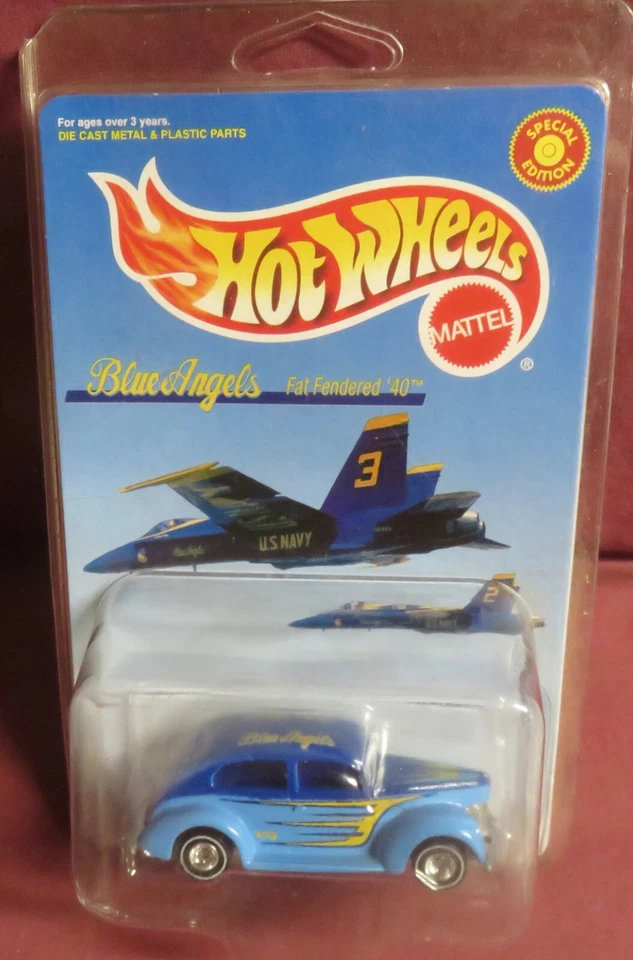 For ages over 3 years.
DIE CAST METAL & PLASTIC PARTS
SPECIAL
EDITION
HOT WHEELS
MATTEL
®
Blue Angels Fat Fendered '40™
3
U.S. NAVY
2
U.S. NAVY
Blue Angels